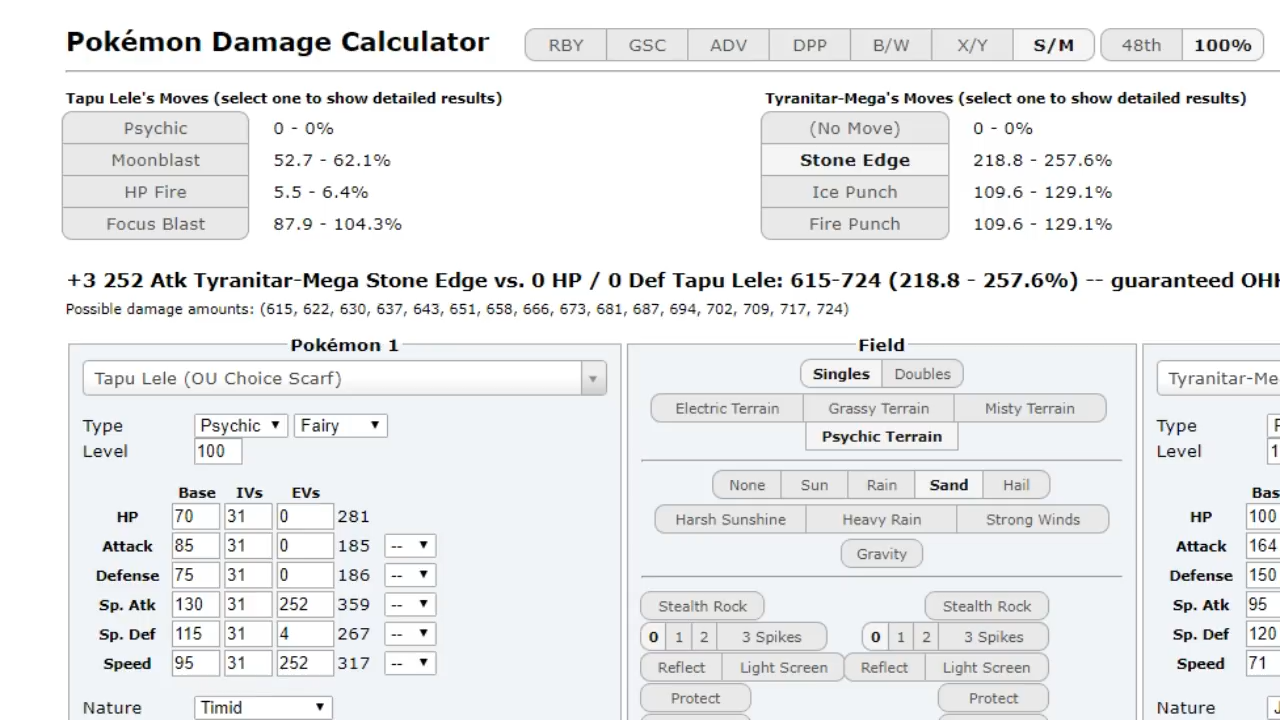 Pokémon Damage Calculator RBY GSC ADV DPP B/W X/Y S/M 48th 100%
Tapu Lele's Moves (select one to show detailed results) Tyranitar-Mega's Moves (select one to show detailed results)
Psychic 0 - 0% (No Move) 0 - 0%
Moonblast 52.7 - 62.1% Stone Edge 218.8 - 257.6%
HP Fire 5.5 - 6.4% Ice Punch 109.6 - 129.1%
Focus Blast 87.9 - 104.3% Fire Punch 109.6 - 129.1%
+3 252 Atk Tyranitar-Mega Stone Edge vs. 0 HP / 0 Def Tapu Lele: 615-724 (218.8 - 257.6%) -- guaranteed
Possible damage amounts: (615, 622, 630, 637, 643, 651, 658, 666, 673, 681, 687, 694, 702, 709, 717, 724)
Pokémon 1 Field
Singles Doubles
Tapu Lele (OU Choice Scarf) Tyranitar-Me
Electric Terrain Grassy Terrain Misty Terrain
Type Psychic Fairy Type
Psychic Terrain
Level 100 Level
None Sun Rain Sand Hail
Base IVs EVs Bas
HP 70 31 0 281 HP 100
Harsh Sunshine Heavy Rain Strong Winds
Attack 85 31 0 185 -- Attack 164
Gravity
Defense 75 31 0 186 -- Defense 150
Sp. Atk 130 31 252 359 -- Stealth Rock Stealth Rock Sp. Atk 95
Sp. Def 115 31 4 267 -- 0 1 2 3 Spikes 0 1 2 3 Spikes Sp. Def 120
Speed 95 31 252 317 -- Reflect Light Screen Reflect Light Screen Speed 71
Protect Protect
Nature Timid Nature